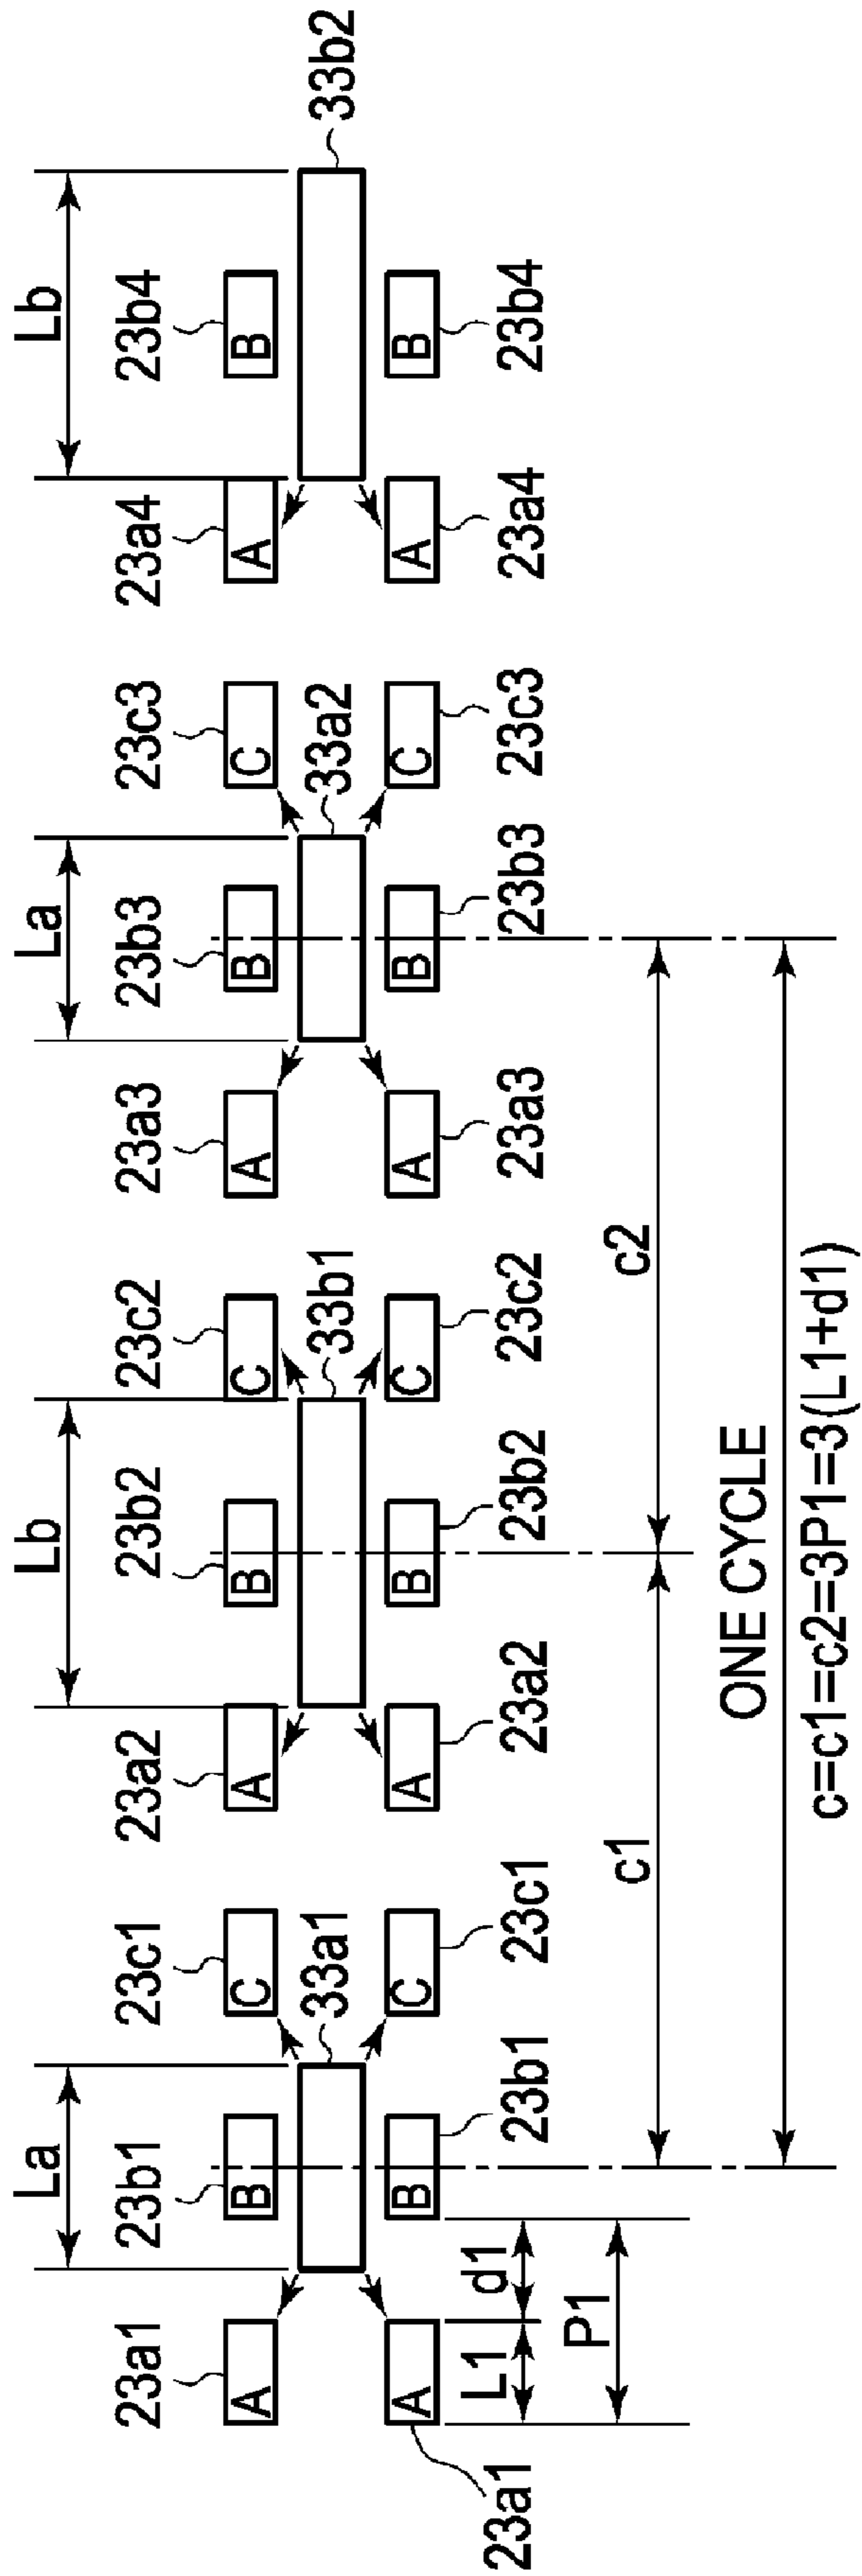 La
Lb
La
Lb
23a1
23b1
23c1
23a2
23b2
23c2
23a3
23b3
23c3
23a4
23b4
A
B
C
A
B
C
A
B
C
A
B
33a1
33b1
33a2
33b2
A
B
C
A
B
C
A
B
C
A
B
23a1
23b1
23c1
23a2
23b2
23c2
23a3
23b3
23c3
23a4
23b4
L1
d1
P1
c1
c2
ONE CYCLE
c=c1=c2=3P1=3(L1+d1)